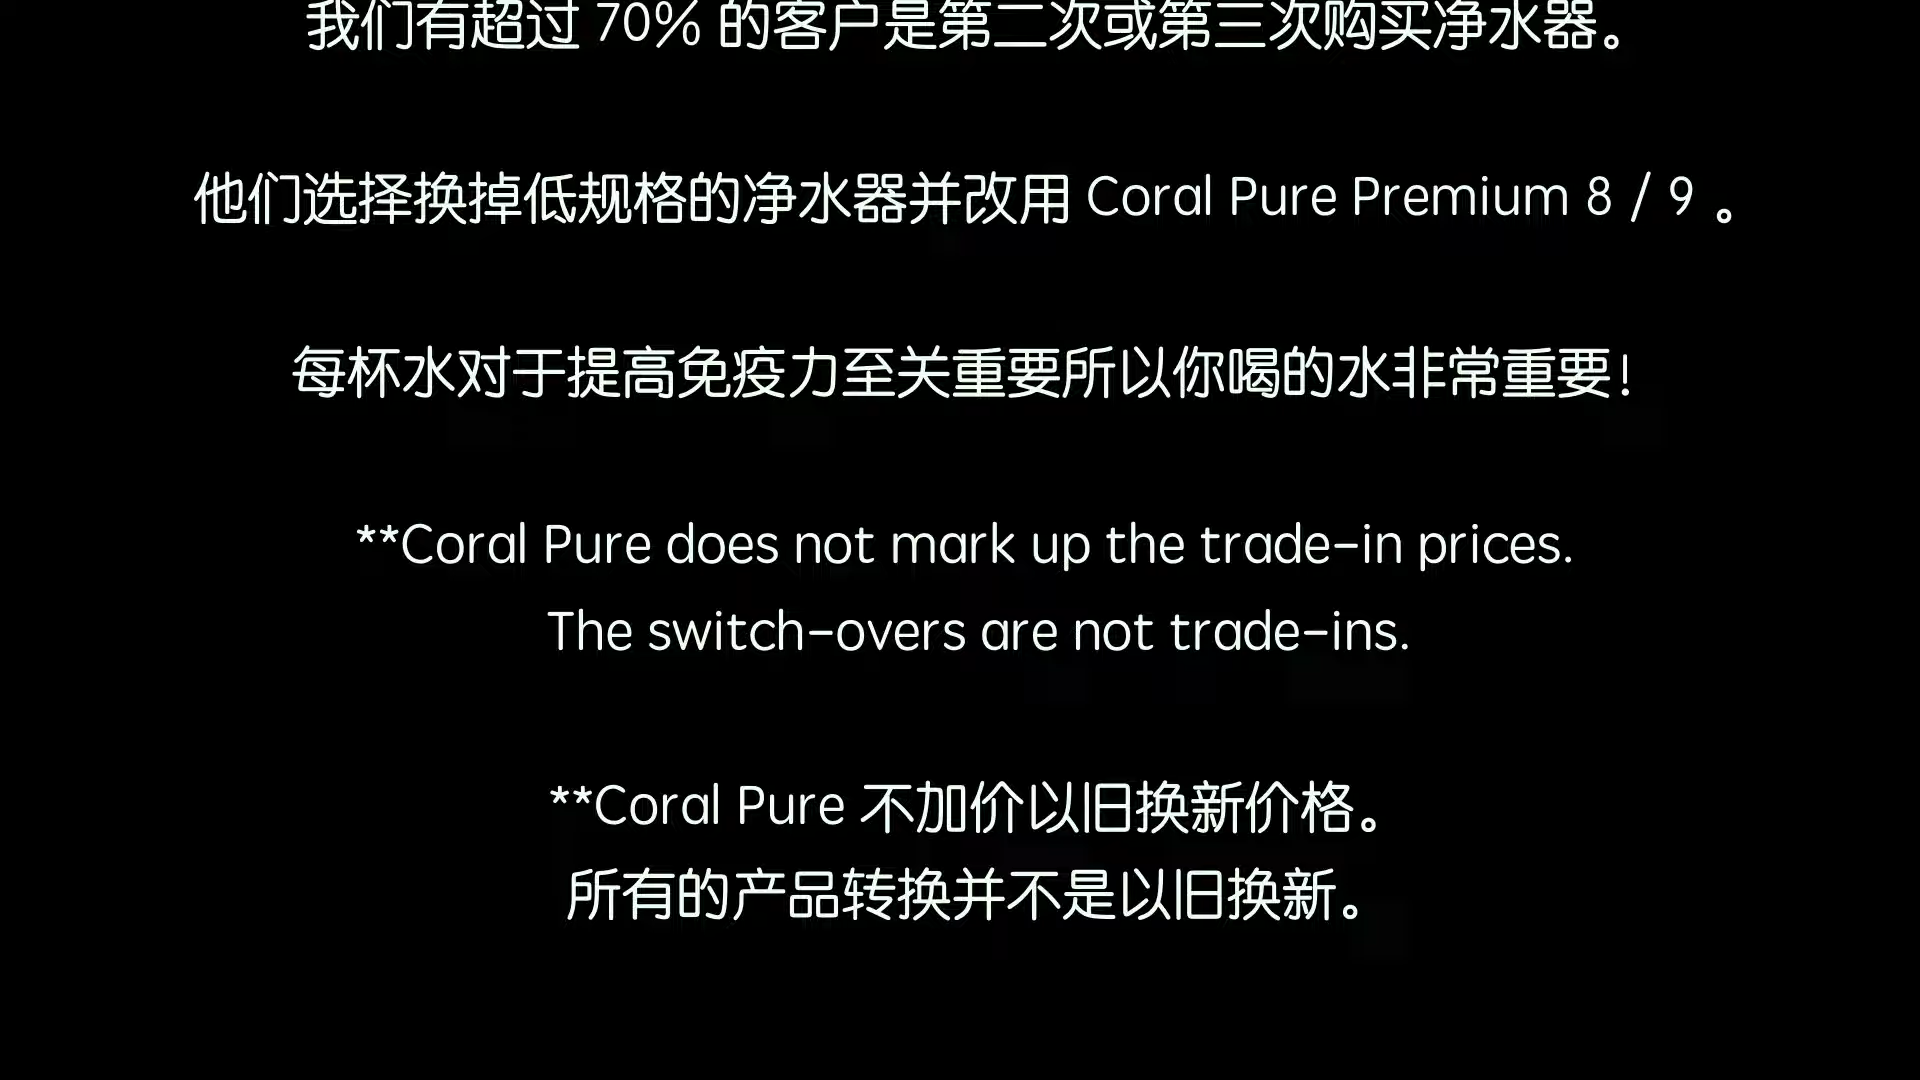 我们有超过 70% 的客户是第二次或第三次购买净水器。
他们选择换掉低规格的净水器并改用 Coral Pure Premium 8 / 9 。
每杯水对于提高免疫力至关重要所以你喝的水非常重要!
**Coral Pure does not mark up the trade-in prices.
The switch-overs are not trade-ins.
**Coral Pure 不加价以旧换新价格。
所有的产品转换并不是以旧换新。